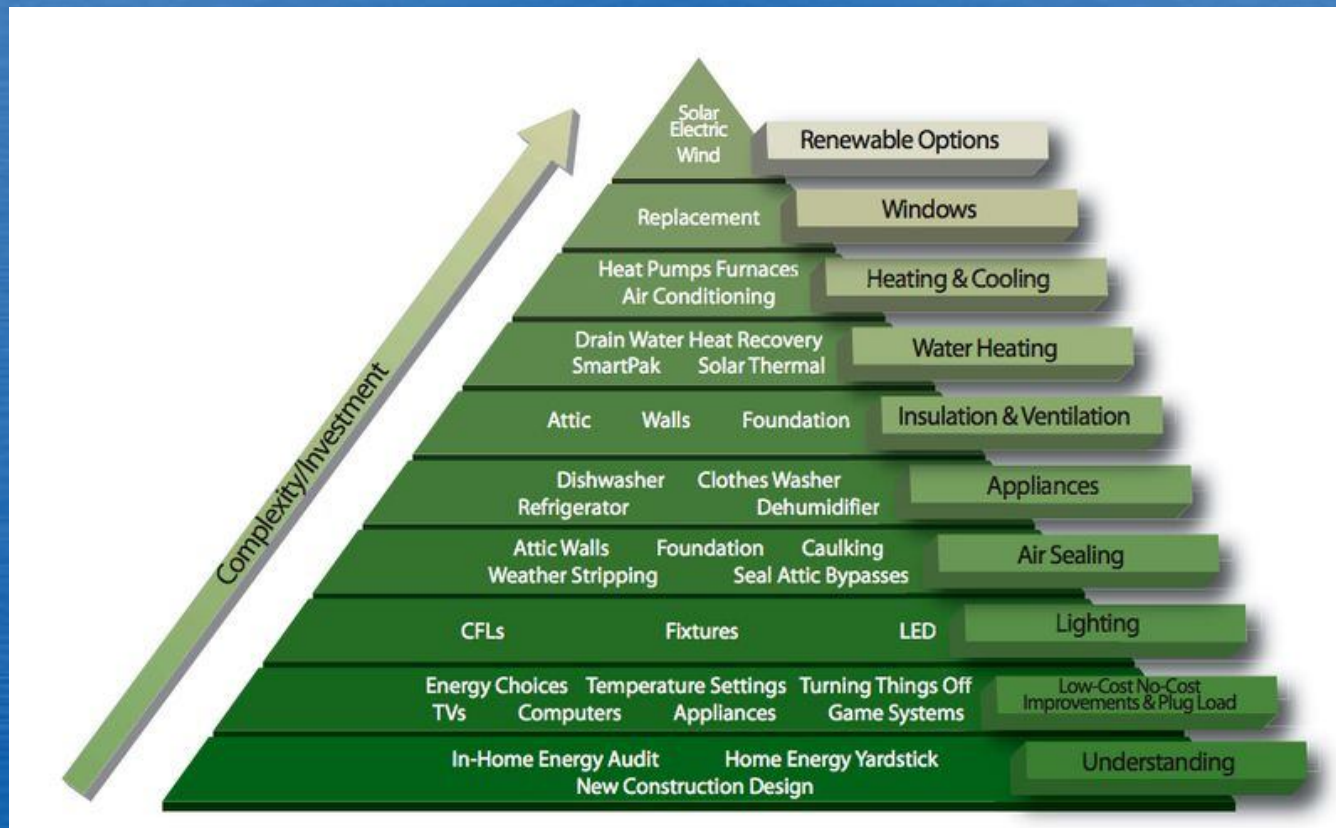 Solar
Electric
Wind
Renewable Options
Replacement
Windows
Heat Pumps Furnaces
Air Conditioning
Heating & Cooling
Drain Water Heat Recovery
SmartPak Solar Thermal
Water Heating
Attic Walls Foundation
Insulation & Ventilation
Dishwasher Clothes Washer
Refrigerator Dehumidifier
Appliances
Attic Walls Foundation Caulking
Weather Stripping Seal Attic Bypasses
Air Sealing
CFLs Fixtures LED
Lighting
Energy Choices Temperature Settings Turning Things Off
TVs Computers Appliances Game Systems
Low-Cost No-Cost
Improvements & Plug Load
In-Home Energy Audit Home Energy Yardstick
New Construction Design
Understanding
Complexity/Investment